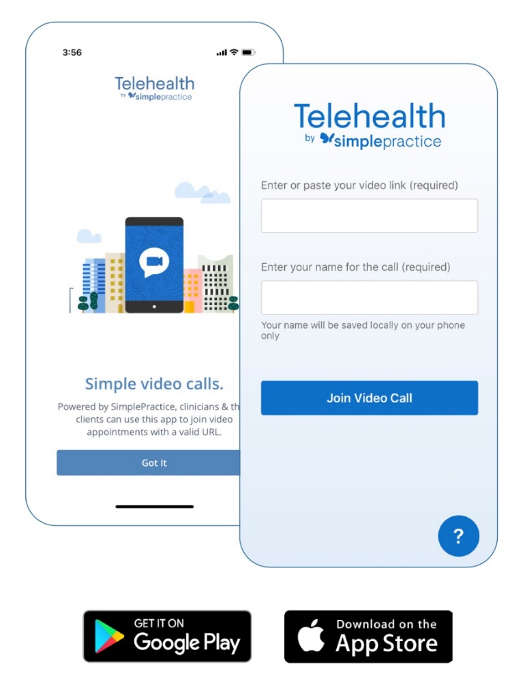 3:56
Telehealth
by simplepractice
Simple video calls.
Powered by SimplePractice, clinicians & th
clients can use this app to join video
appointments with a valid URL.
Got It
Telehealth
by simplepractice
Enter or paste your video link (required)
Enter your name for the call (required)
Your name will be saved locally on your phone
only
Join Video Call
?
GET IT ON
Google Play
Download on the
App Store